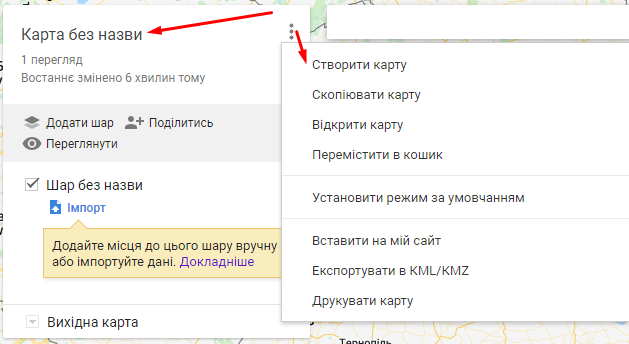 Карта без назви
1 перегляд
Востаннє змінено 6 хвилин тому
Додати шар Поділитись
Переглянути
Шар без назви
Імпорт
Додайте місця до цього шару вручну
або імпортуйте дані. Докладніше
Вихідна карта
Створити карту
Скопіювати карту
Відкрити карту
Перемістити в кошик
Установити режим за умовчанням
Вставити на мій сайт
Експортувати в KML/KMZ
Друкувати карту
Тернопіль